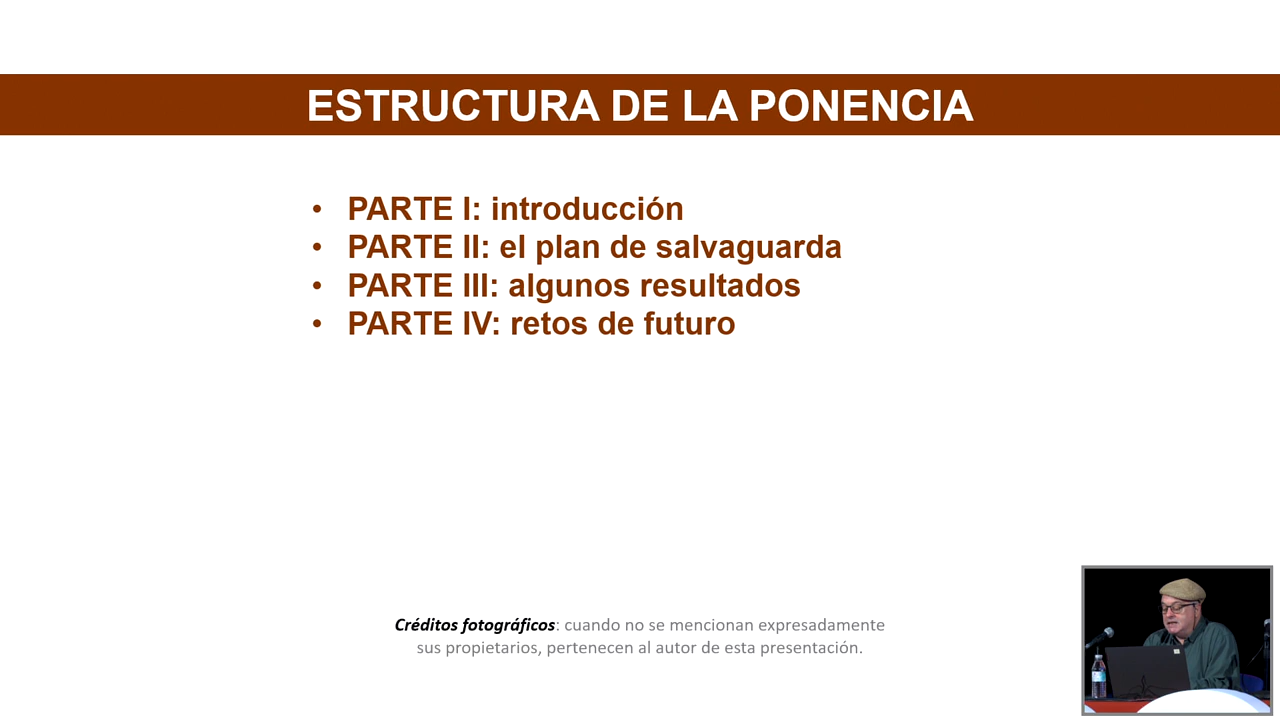 ESTRUCTURA DE LA PONENCIA
• PARTE I: introducción
• PARTE II: el plan de salvaguarda
• PARTE III: algunos resultados
• PARTE IV: retos de futuro
Créditos fotográficos: cuando no se mencionan expresadamente
sus propietarios, pertenecen al autor de esta presentación.